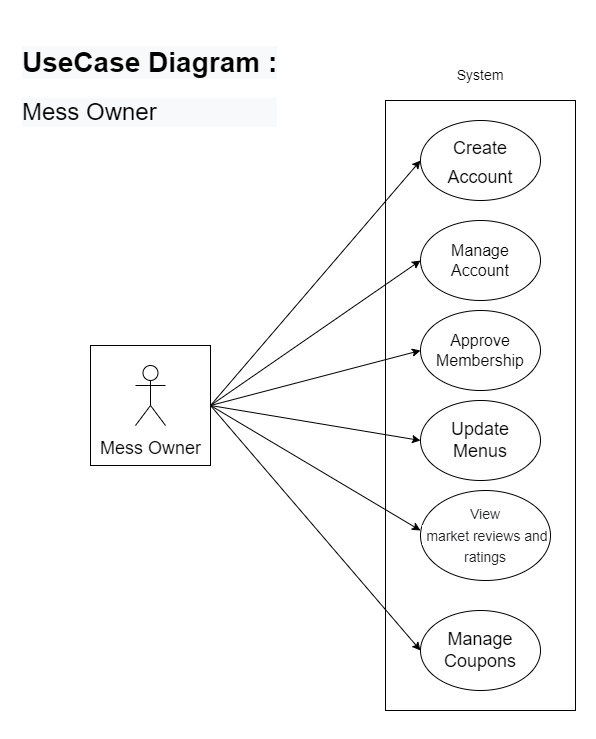 UseCase Diagram :
Mess Owner
System
Create
Account
Manage
Account
Approve
Membership
Update
Menus
View
market reviews and
ratings
Manage
Coupons
Mess Owner